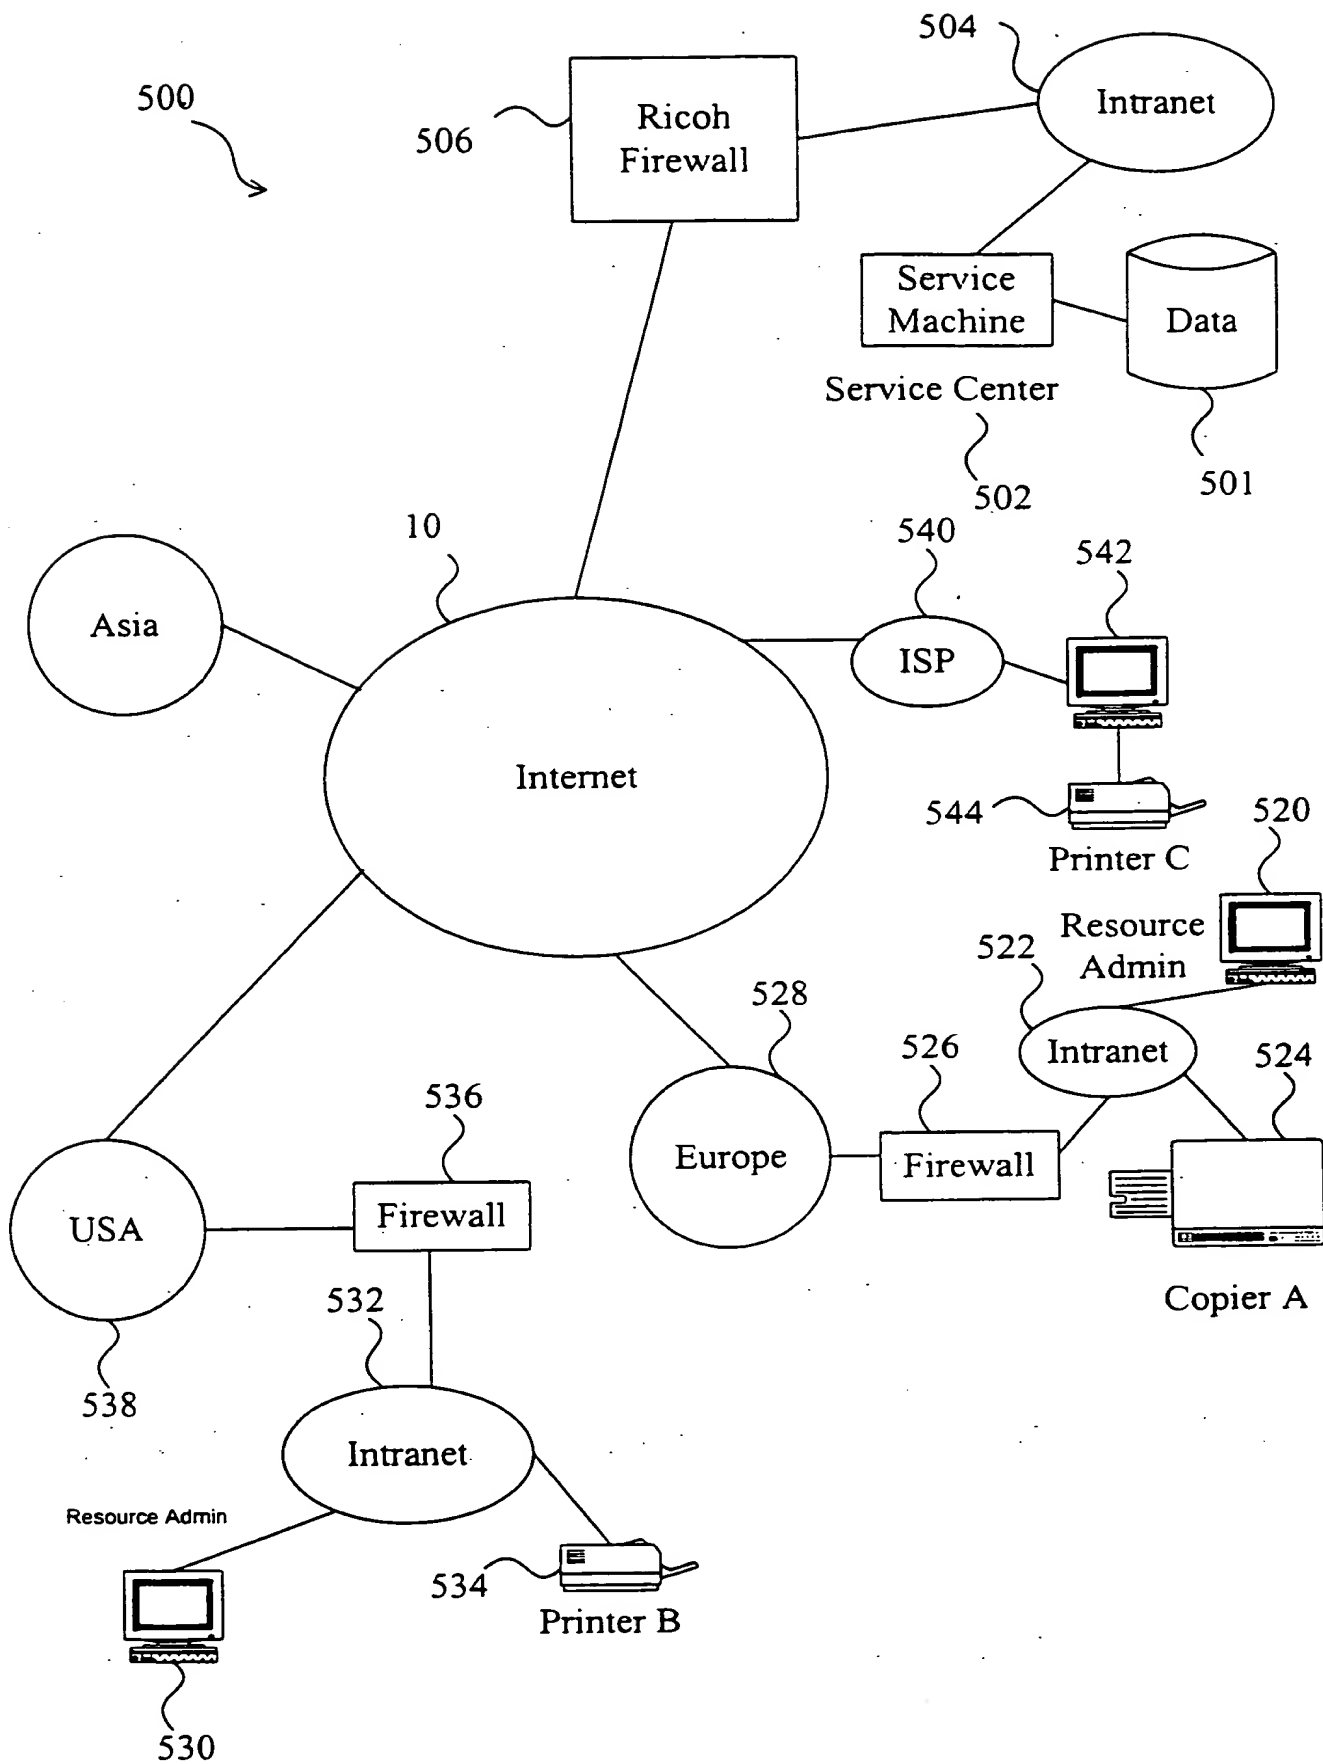 504
500
506
Ricoh
Firewall
Intranet
Service
Machine
Data
Service Center
502
501
10
540
542
Asia
ISP
Internet
544
Printer C
520
Resource
Admin
522
528
526
Intranet
524
536
Europe
Firewall
USA
Firewall
532
Copier A
538
Intranet
Resource Admin
534
Printer B
530